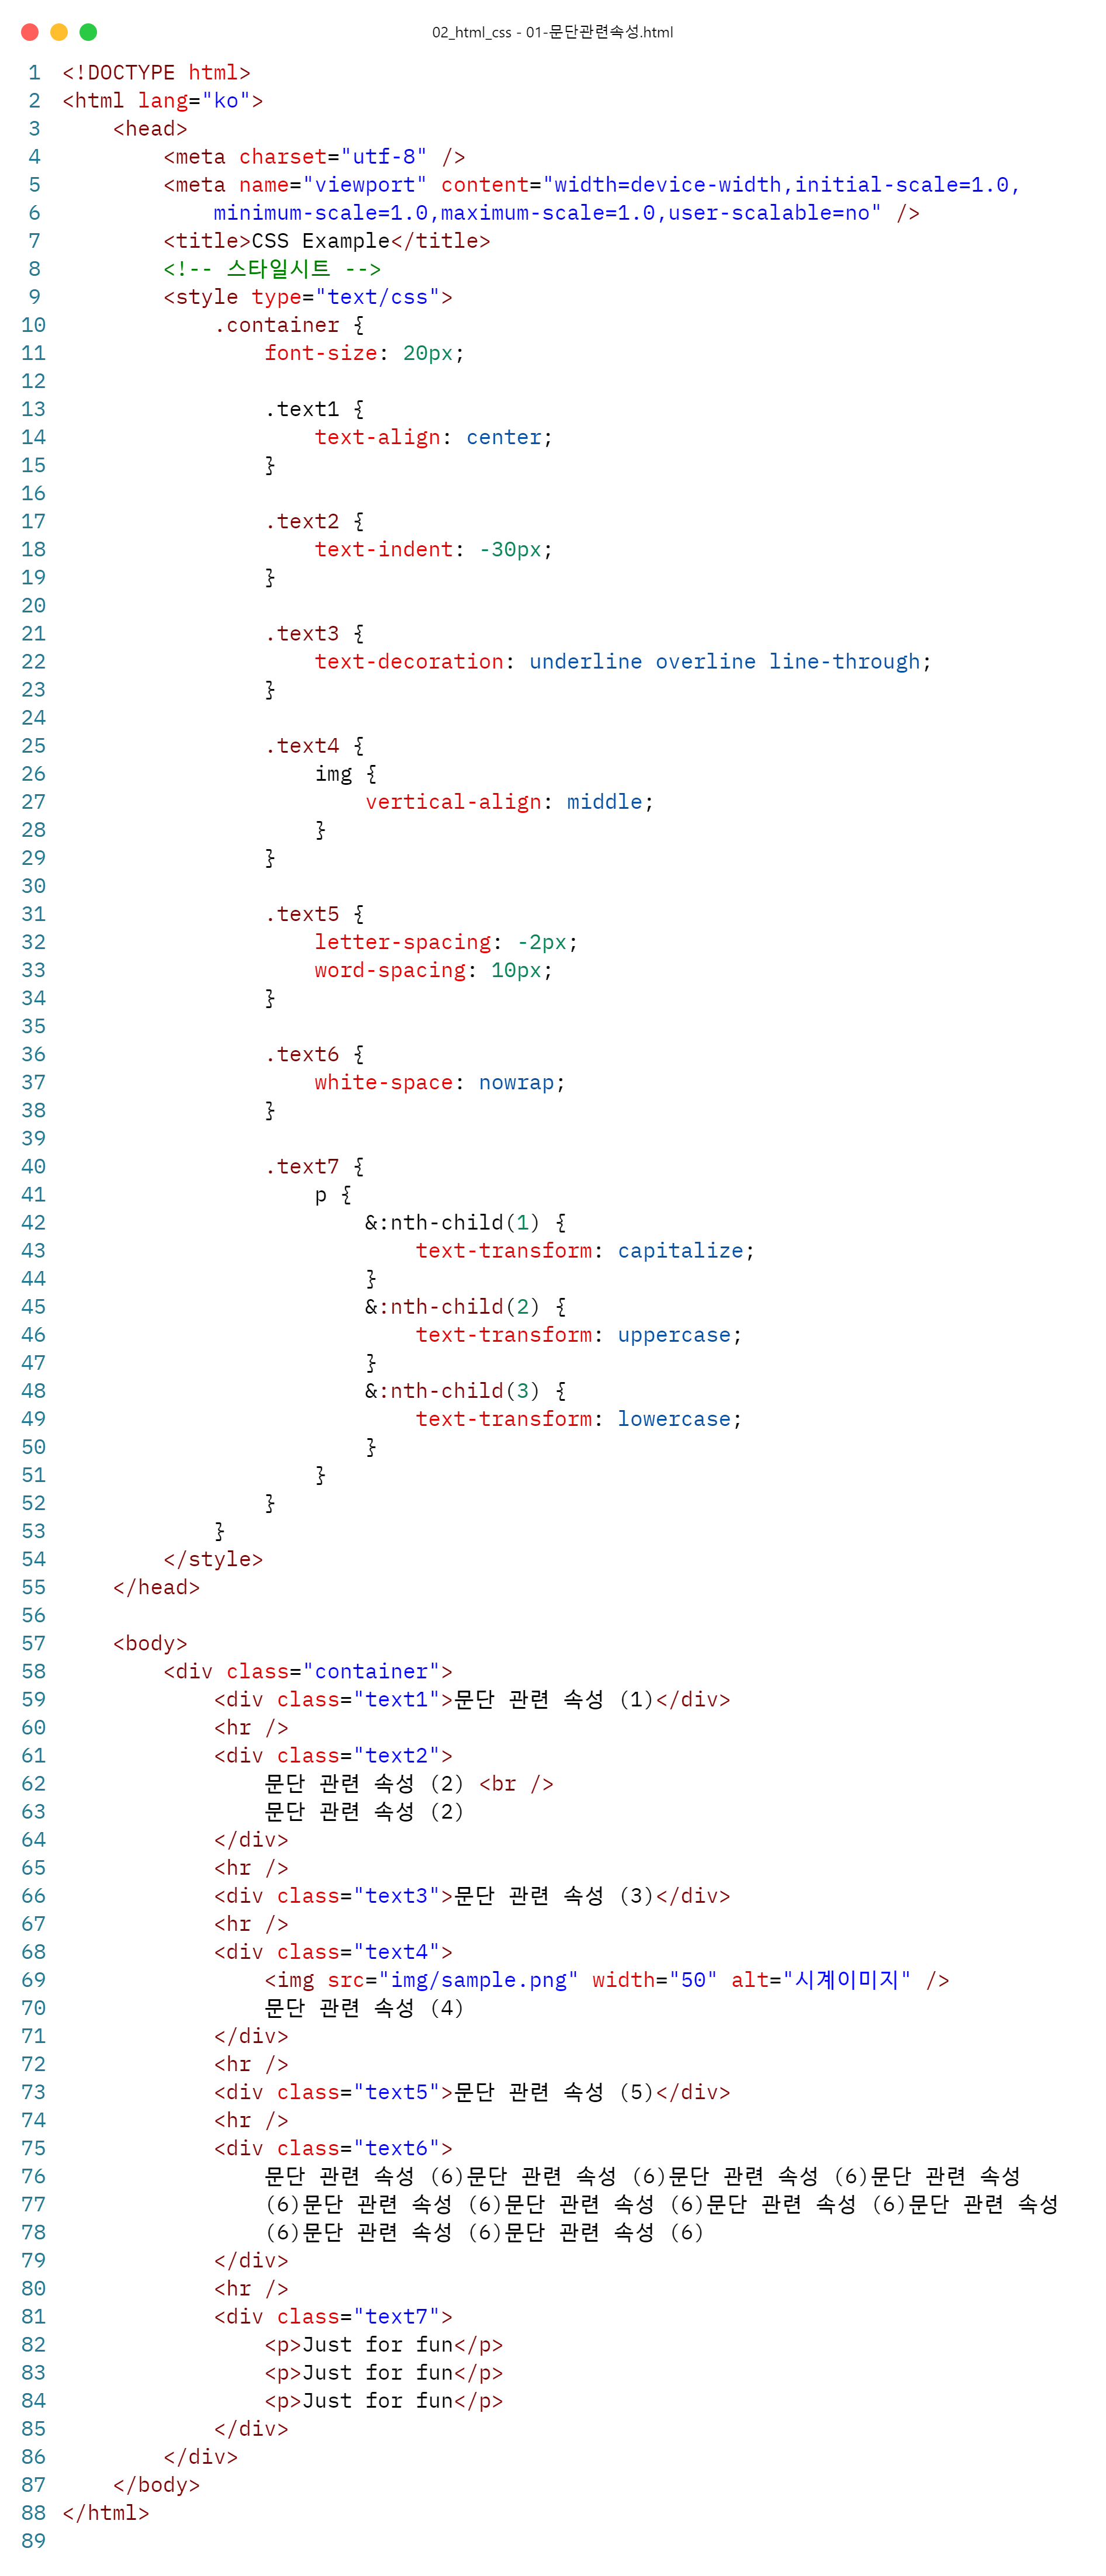 02_html_css - 01-문단관련속성.html
1 <!DOCTYPE html>
2 <html lang="ko">
3     <head>
4         <meta charset="utf-8" />
5         <meta name="viewport" content="width=device-width,initial-scale=1.0,
6             minimum-scale=1.0,maximum-scale=1.0,user-scalable=no" />
7         <title>CSS Example</title>
8         <!-- 스타일시트 -->
9         <style type="text/css">
10             .container {
11                 font-size: 20px;
12
13                 .text1 {
14                     text-align: center;
15                 }
16
17                 .text2 {
18                     text-indent: -30px;
19                 }
20
21                 .text3 {
22                     text-decoration: underline overline line-through;
23                 }
24
25                 .text4 {
26                     img {
27                         vertical-align: middle;
28                     }
29                 }
30
31                 .text5 {
32                     letter-spacing: -2px;
33                     word-spacing: 10px;
34                 }
35
36                 .text6 {
37                     white-space: nowrap;
38                 }
39
40                 .text7 {
41                     p {
42                         &:nth-child(1) {
43                             text-transform: capitalize;
44                         }
45                         &:nth-child(2) {
46                             text-transform: uppercase;
47                         }
48                         &:nth-child(3) {
49                             text-transform: lowercase;
50                         }
51                     }
52                 }
53             }
54         </style>
55     </head>
56
57     <body>
58         <div class="container">
59             <div class="text1">문단 관련 속성 (1)</div>
60             <hr />
61             <div class="text2">
62                 문단 관련 속성 (2) <br />
63                 문단 관련 속성 (2)
64             </div>
65             <hr />
66             <div class="text3">문단 관련 속성 (3)</div>
67             <hr />
68             <div class="text4">
69                 <img src="img/sample.png" width="50" alt="시계이미지" />
70                 문단 관련 속성 (4)
71             </div>
72             <hr />
73             <div class="text5">문단 관련 속성 (5)</div>
74             <hr />
75             <div class="text6">
76                 문단 관련 속성 (6)문단 관련 속성 (6)문단 관련 속성 (6)문단 관련 속성
77                 (6)문단 관련 속성 (6)문단 관련 속성 (6)문단 관련 속성 (6)문단 관련 속성
78                 (6)문단 관련 속성 (6)문단 관련 속성 (6)
79             </div>
80             <hr />
81             <div class="text7">
82                 <p>Just for fun</p>
83                 <p>Just for fun</p>
84                 <p>Just for fun</p>
85             </div>
86         </div>
87     </body>
88 </html>
89